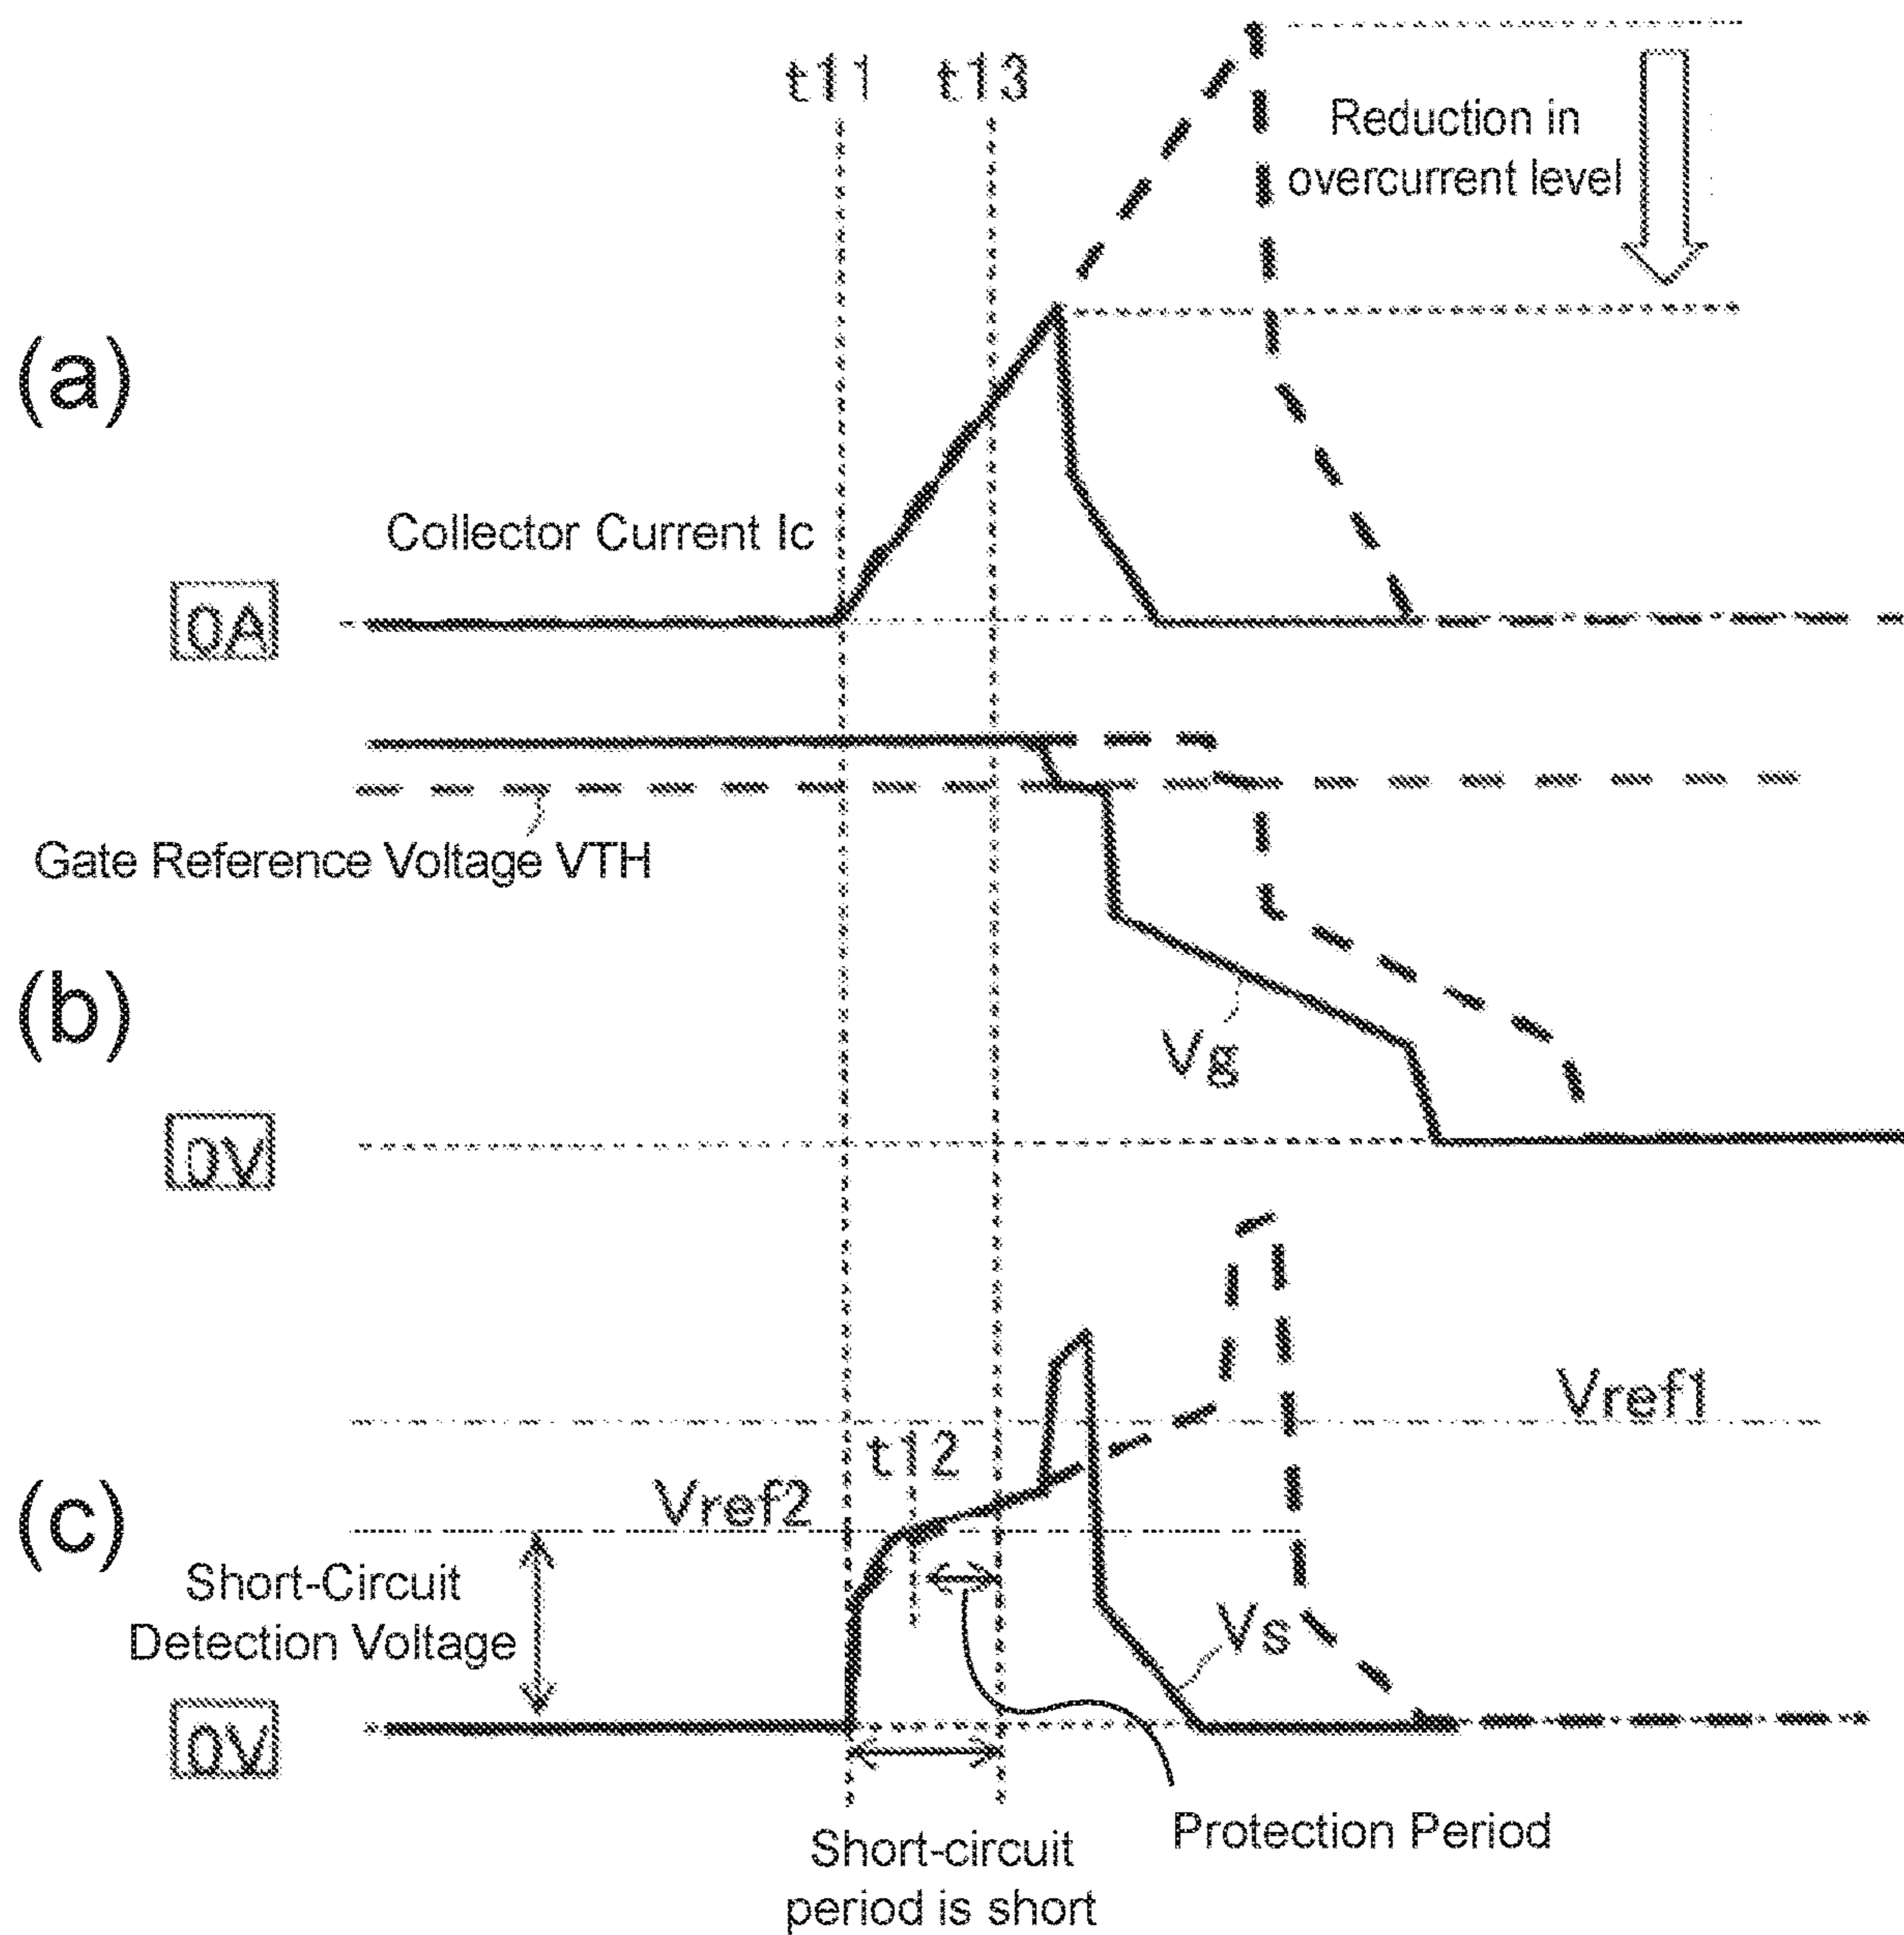 t11 t13
Reduction in
overcurrent level
(a)
Collector Current Ic
0A
Gate Reference Voltage VTH
(b)
Vg
0V
Vref1
t12
Vref2
(c)
Short-Circuit
Detection Voltage
Vs
0V
Protection Period
Short-circuit
period is short